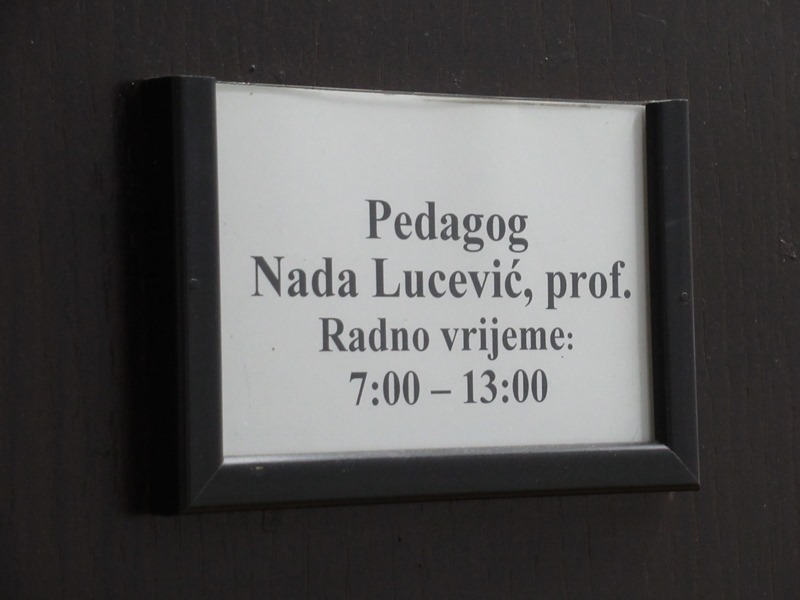 Pedagog
Nada Lucević, prof.
Radno vrijeme:
7:00 – 13:00